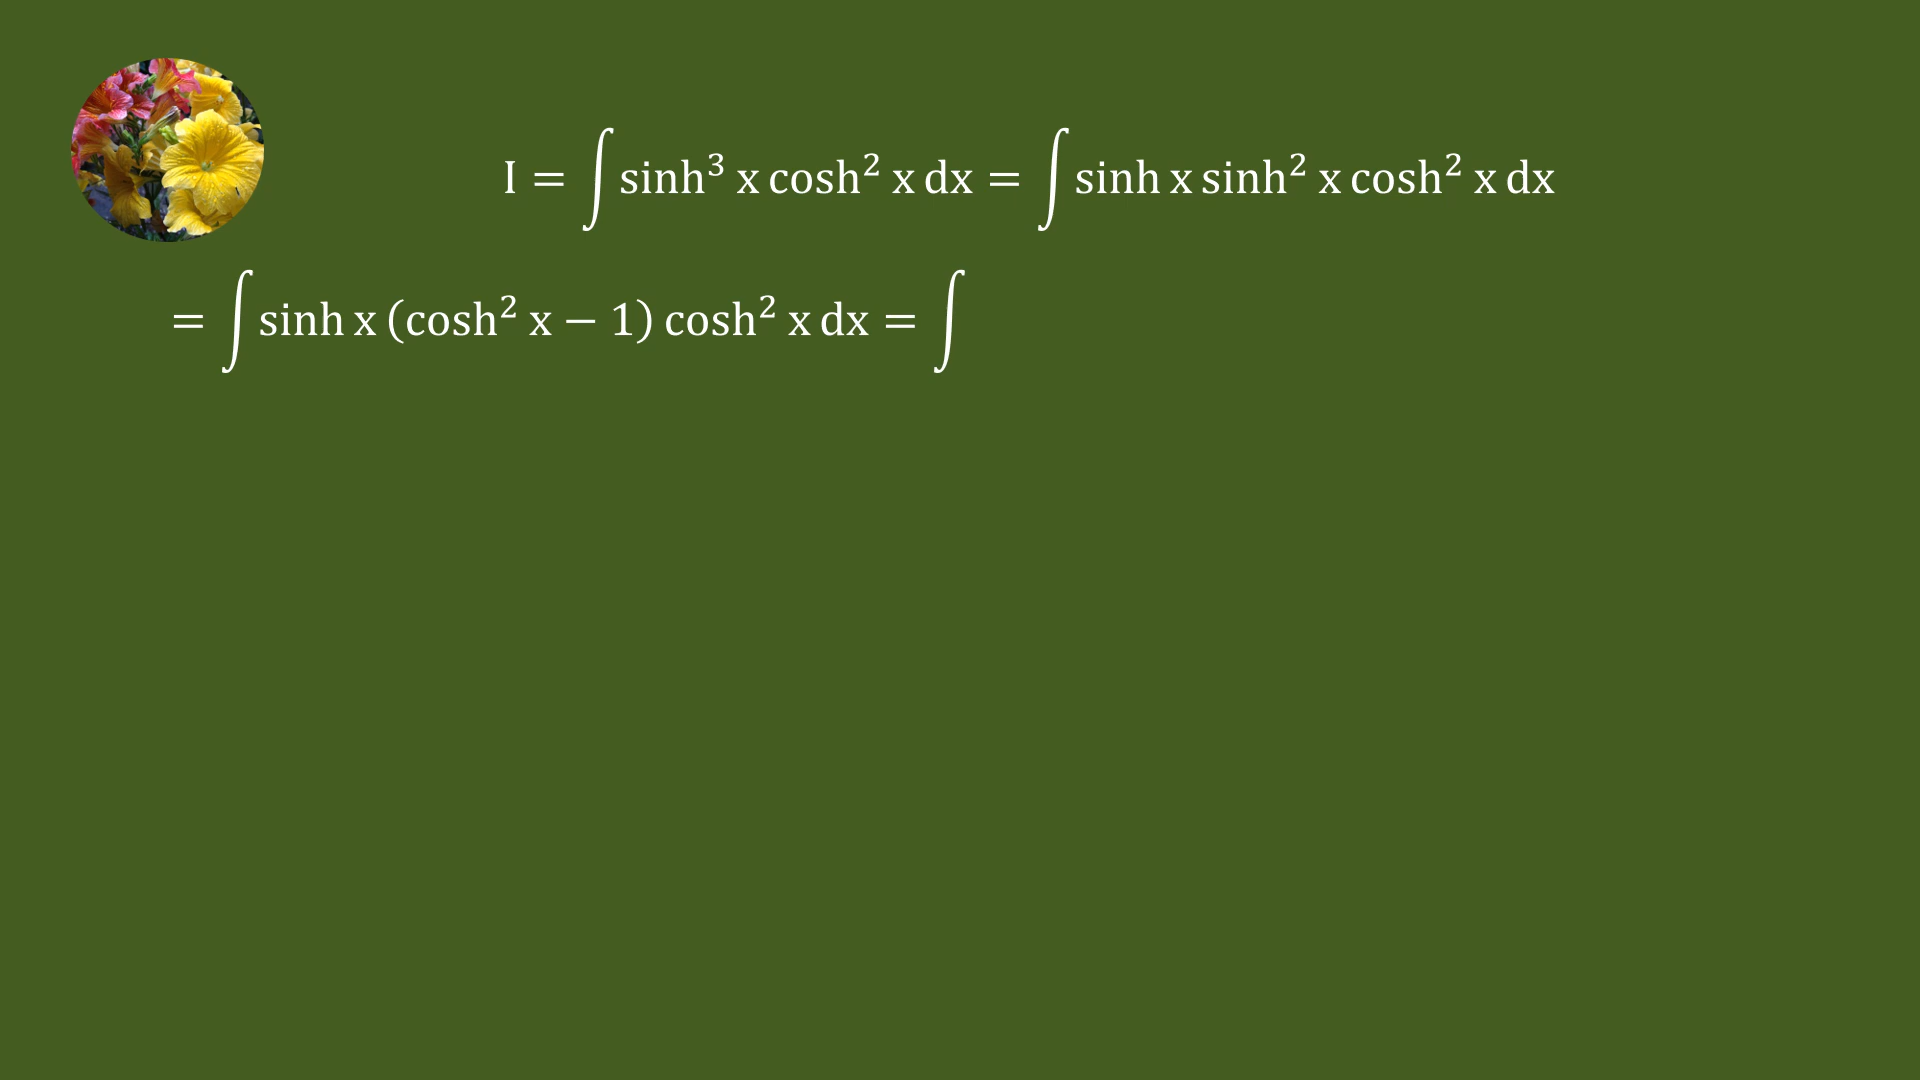 I = ∫ sinh³ x cosh² x dx = ∫ sinh x sinh² x cosh² x dx
= ∫ sinh x (cosh² x − 1) cosh² x dx = ∫